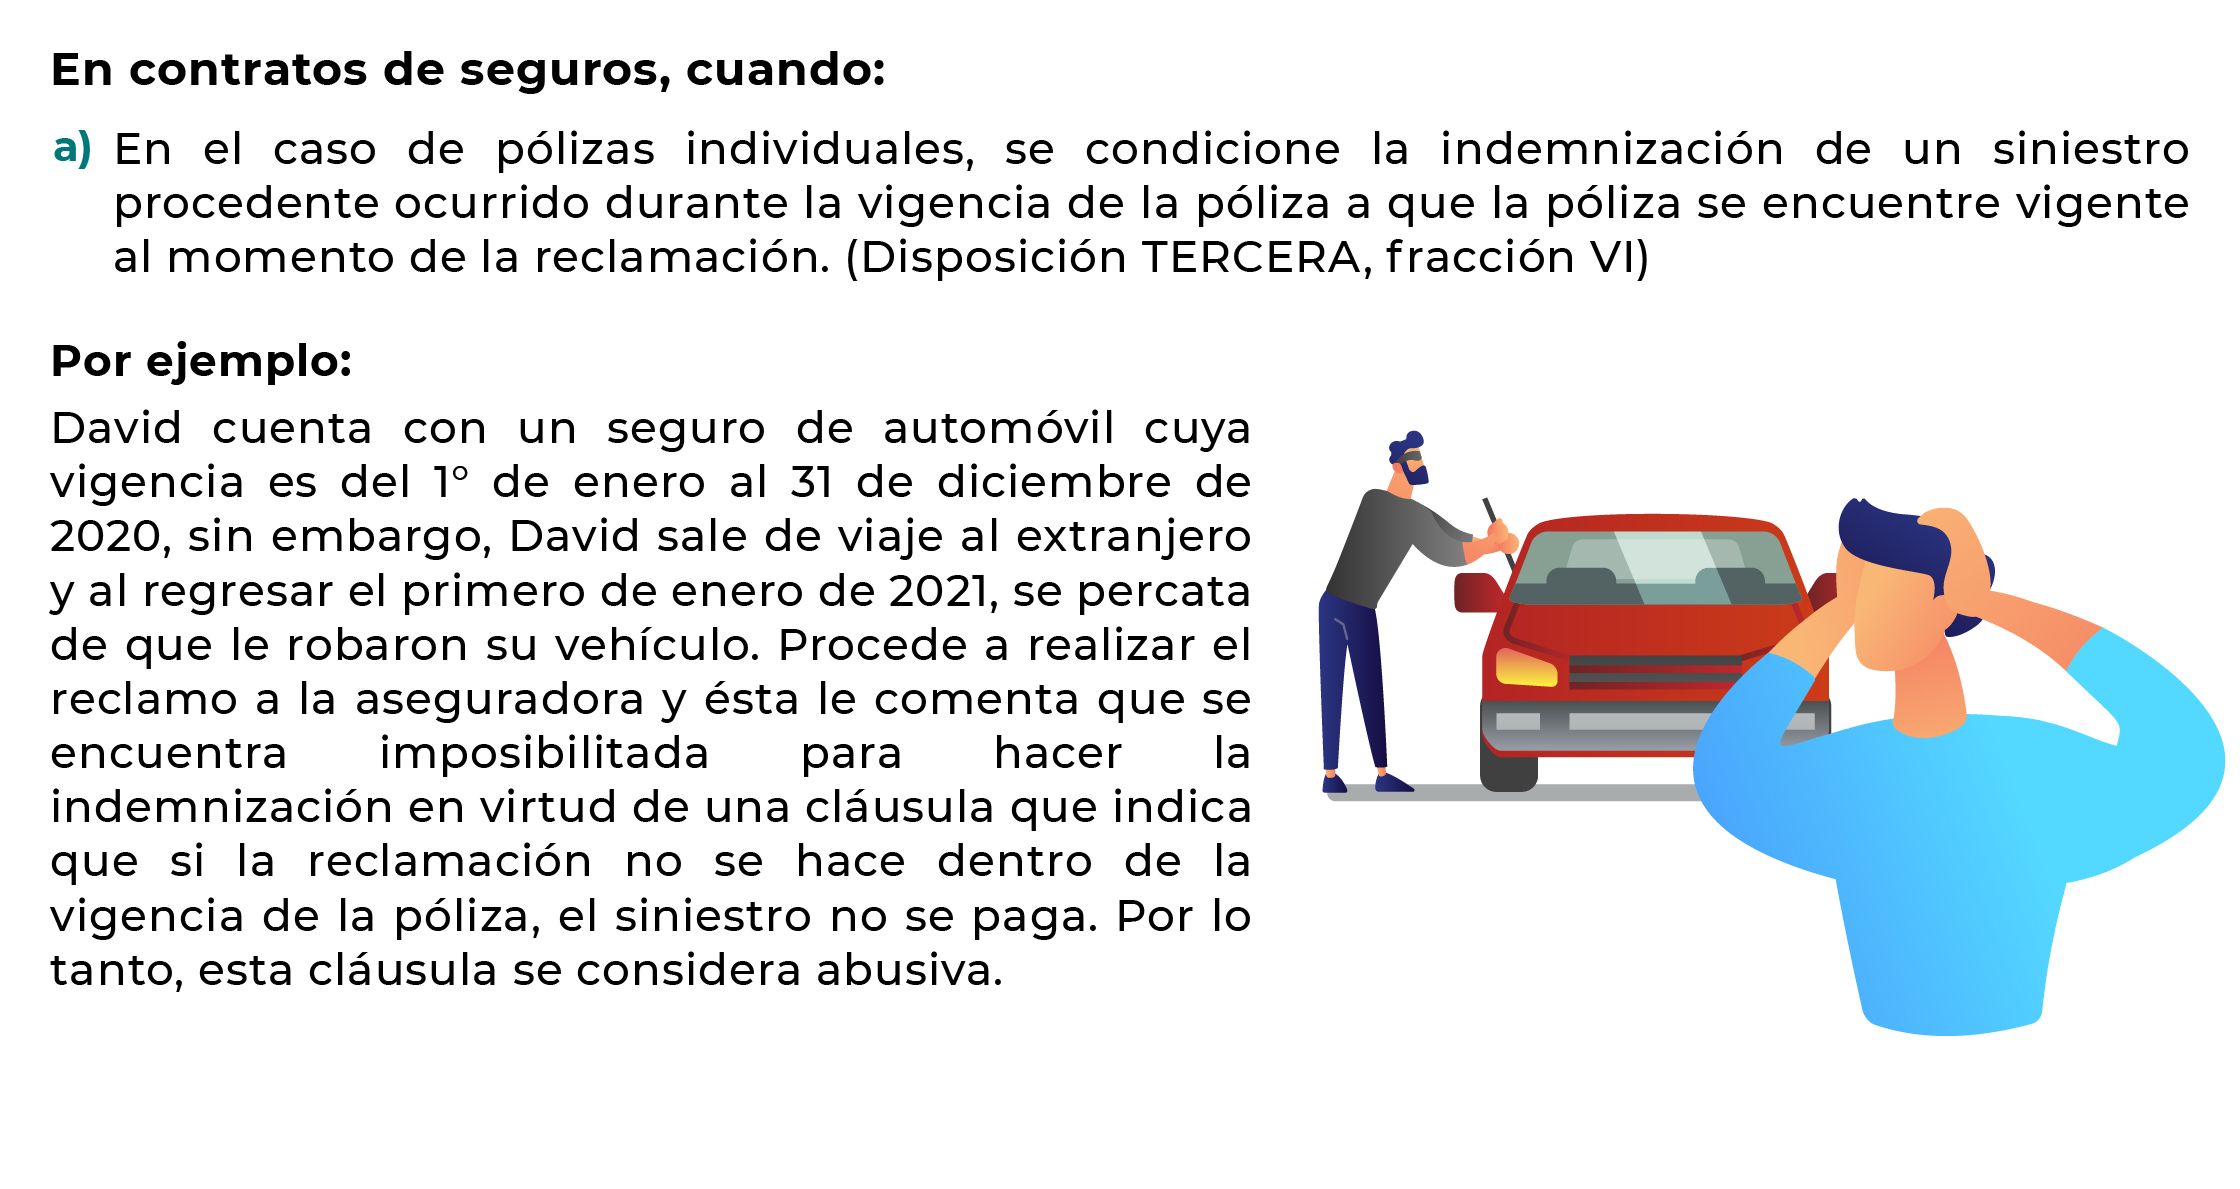 En contratos de seguros, cuando:
a) En el caso de pólizas individuales, se condicione la indemnización de un siniestro
procedente ocurrido durante la vigencia de la póliza a que la póliza se encuentre vigente
al momento de la reclamación. (Disposición TERCERA, fracción VI)
Por ejemplo:
David cuenta con un seguro de automóvil cuya
vigencia es del 1° de enero al 31 de diciembre de
2020, sin embargo, David sale de viaje al extranjero
y al regresar el primero de enero de 2021, se percata
de que le robaron su vehículo. Procede a realizar el
reclamo a la aseguradora y ésta le comenta que se
encuentra imposibilitada para hacer la
indemnización en virtud de una cláusula que indica
que si la reclamación no se hace dentro de la
vigencia de la póliza, el siniestro no se paga. Por lo
tanto, esta cláusula se considera abusiva.